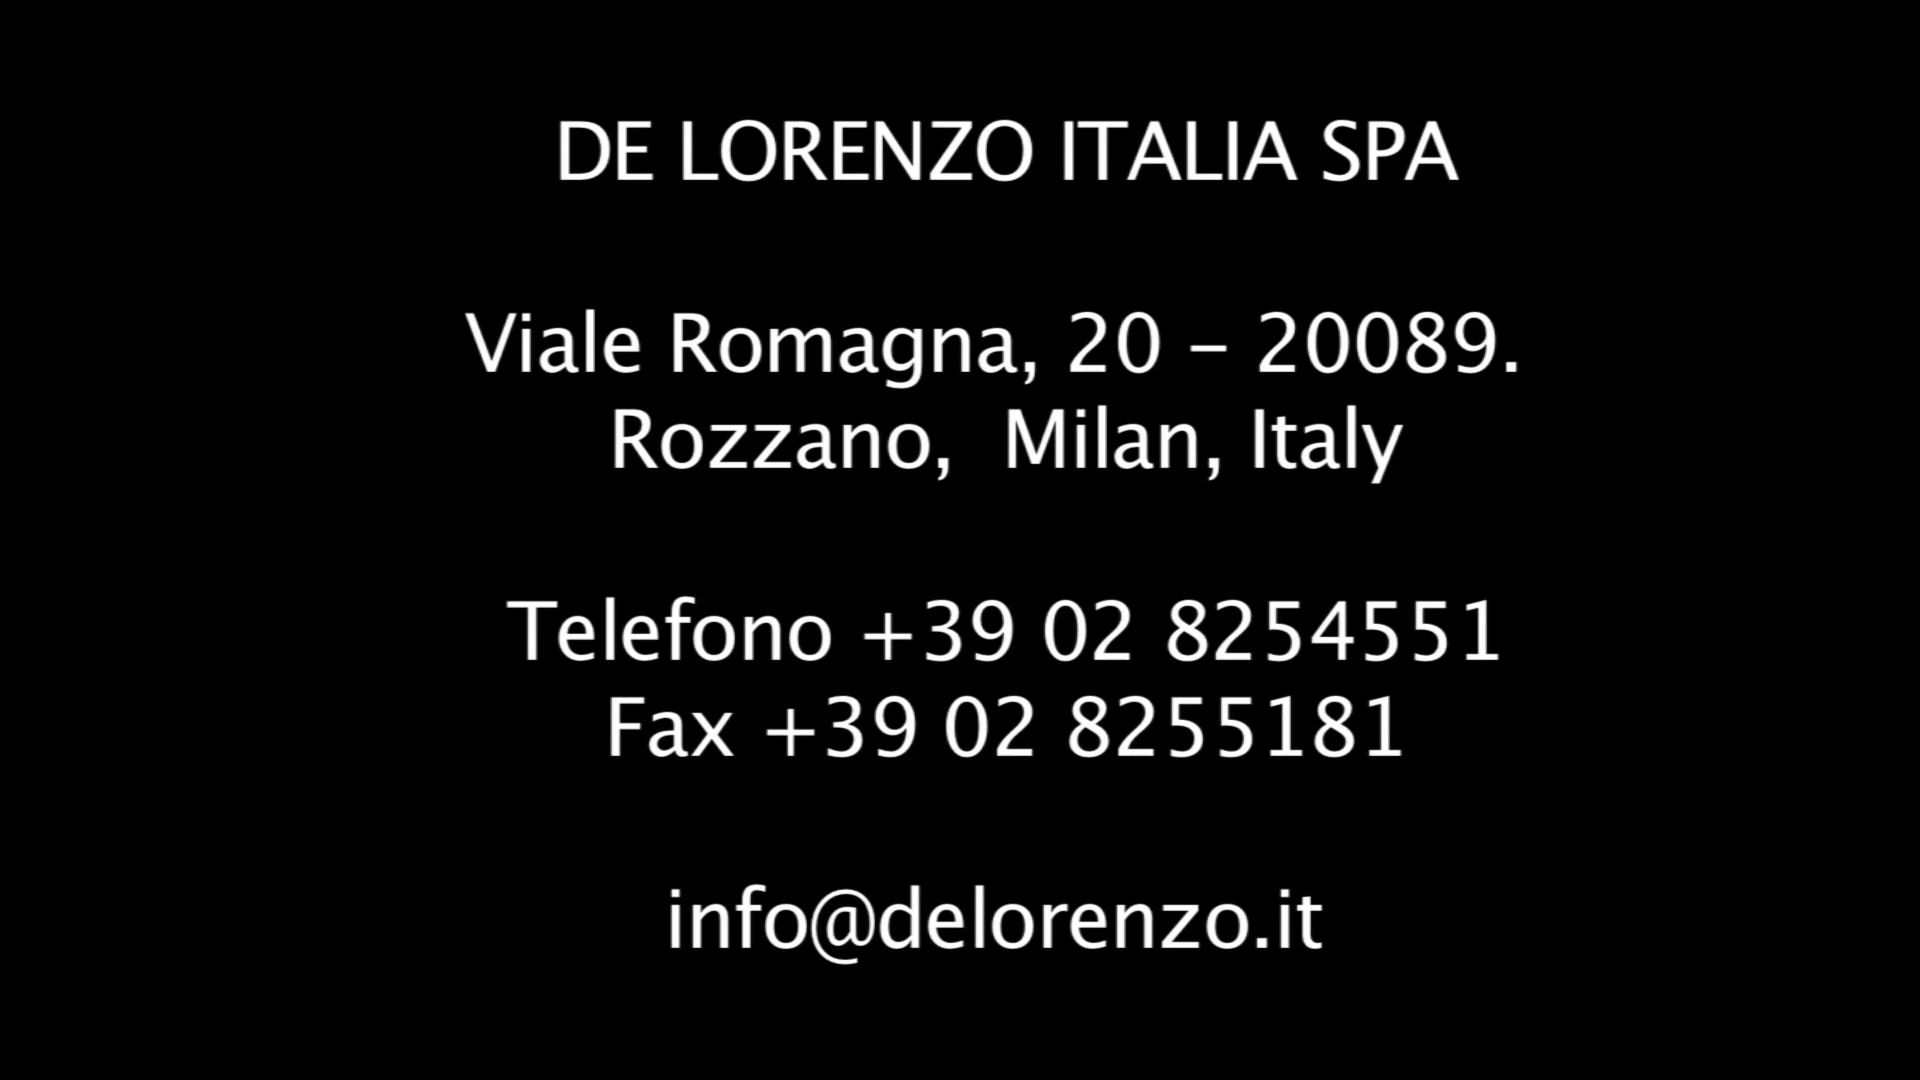 DE LORENZO ITALIA SPA
Viale Romagna, 20 – 20089.
Rozzano,  Milan, Italy
Telefono +39 02 8254551
Fax +39 02 8255181
info@delorenzo.it